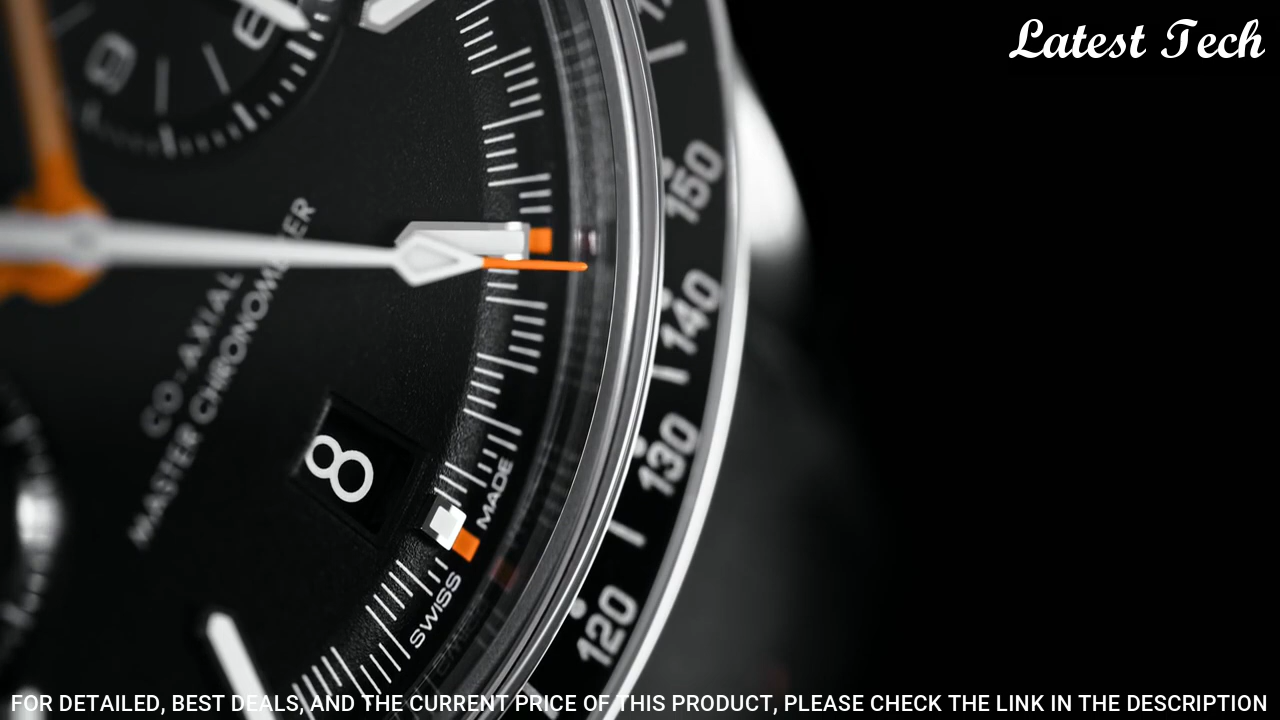 Latest Tech
150
140
130
120
CO-AXIAL
MASTER CHRONOMETER
8
MADE
SWISS
FOR DETAILED, BEST DEALS, AND THE CURRENT PRICE OF THIS PRODUCT, PLEASE CHECK THE LINK IN THE DESCRIPTION